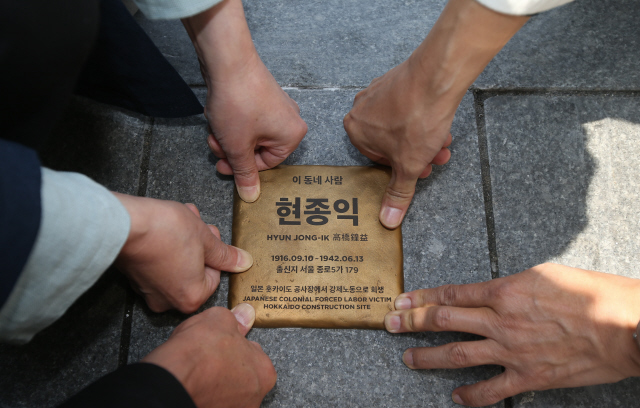 이 동네 사람
현종익
HYUN JONG-IK 高橋鐘益
1916.09.10 - 1942.06.13
출신지 서울 종로5가 179
일본 홋카이도 공사장에서 강제노동으로 희생
JAPANESE COLONIAL FORCED LABOR VICTIM
HOKKAIDO CONSTRUCTION SITE